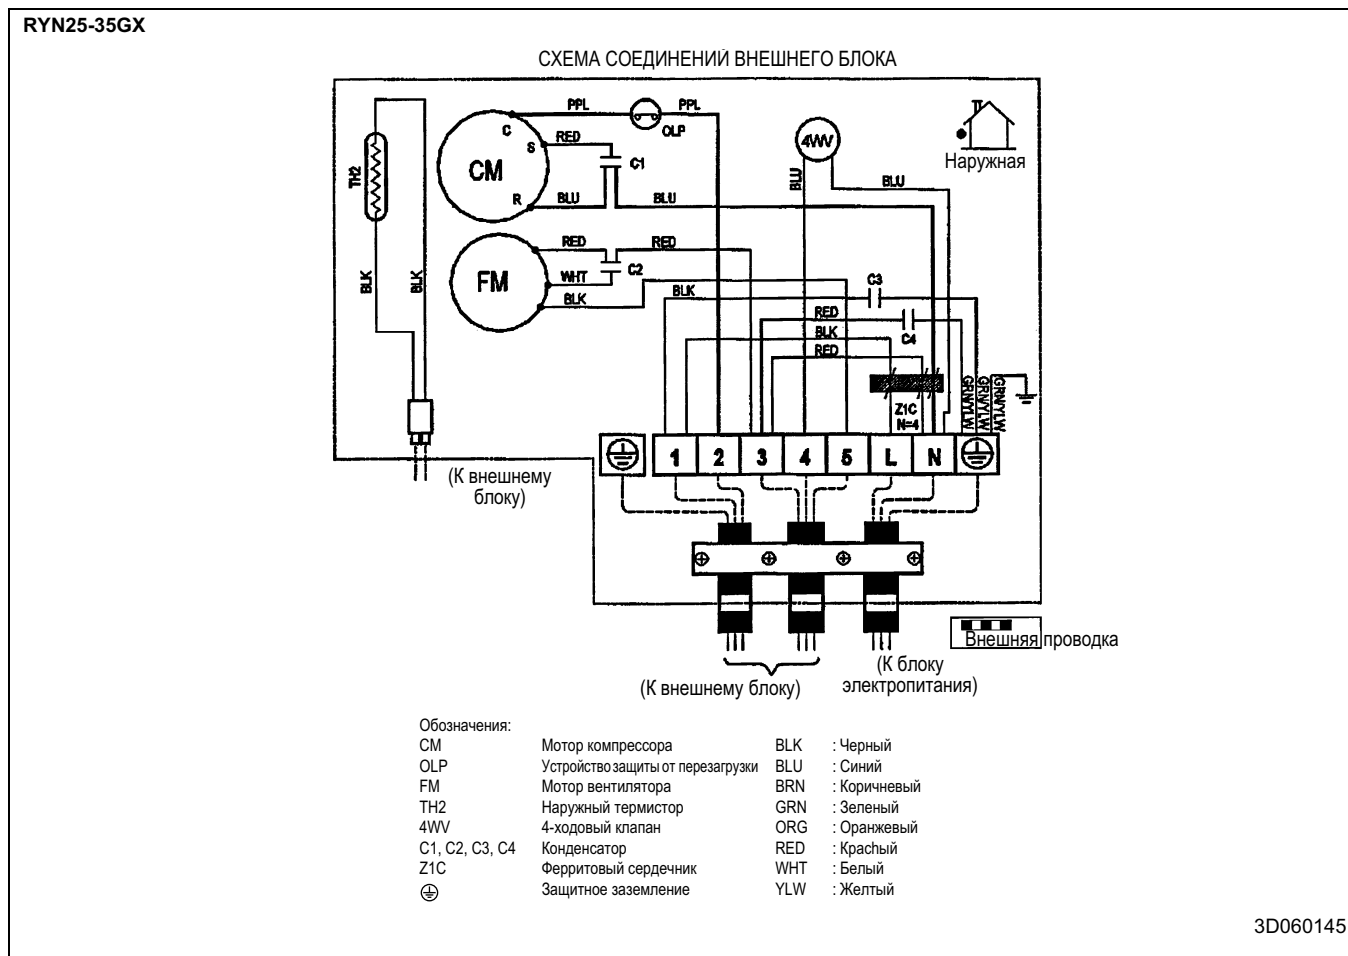 RYN25-35GX
СХЕМА СОЕДИНЕНИЙ ВНЕШНЕГО БЛОКА
PPL
PPL
C
OLP
RED
S
C1
CM
R
BLU
BLU
4WV
BLU
BLU
Наружная
TH2
BLK
BLK
RED
RED
FM
WHT
C2
BLK
BLK
C3
RED
C4
BLK
RED
Z1C
N=4
GRN/YLW
GRN/YLW
GRN/YLW
1
2
3
4
5
L
N
(К внешнему
блоку)
Внешняя проводка
(К внешнему блоку)
(К блоку
электропитания)
Обозначения:
CM Мотор компрессора BLK : Черный
OLP Устройство защиты от перезагрузки BLU : Синий
FM Мотор вентилятора BRN : Коричневый
TH2 Наружный термистор GRN : Зеленый
4WV 4-ходовый клапан ORG : Оранжевый
C1, C2, C3, C4 Конденсатор RED : Краcный
Z1C Ферритовый сердечник WHT : Белый
Защитное заземление YLW : Желтый
3D060145